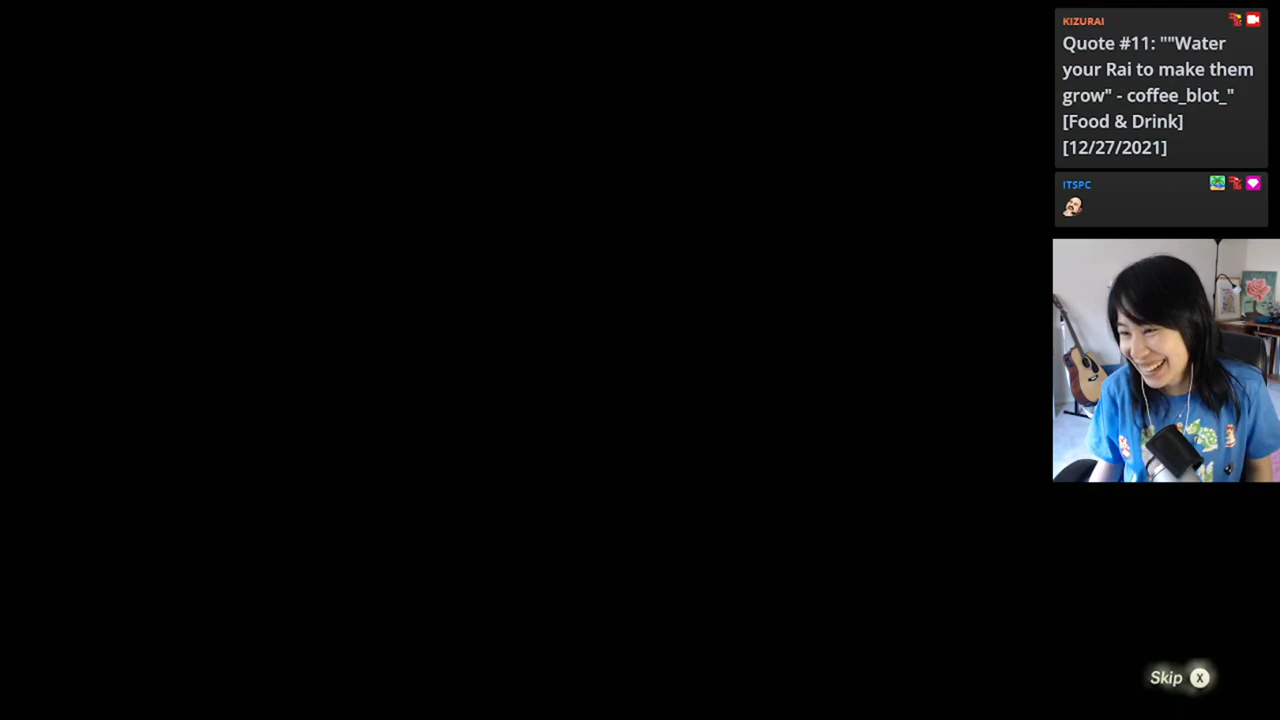 KIZURAI
Quote #11: ""Water
your Rai to make them
grow" - coffee_blot_"
[Food & Drink]
[12/27/2021]
ITSPC
Skip X